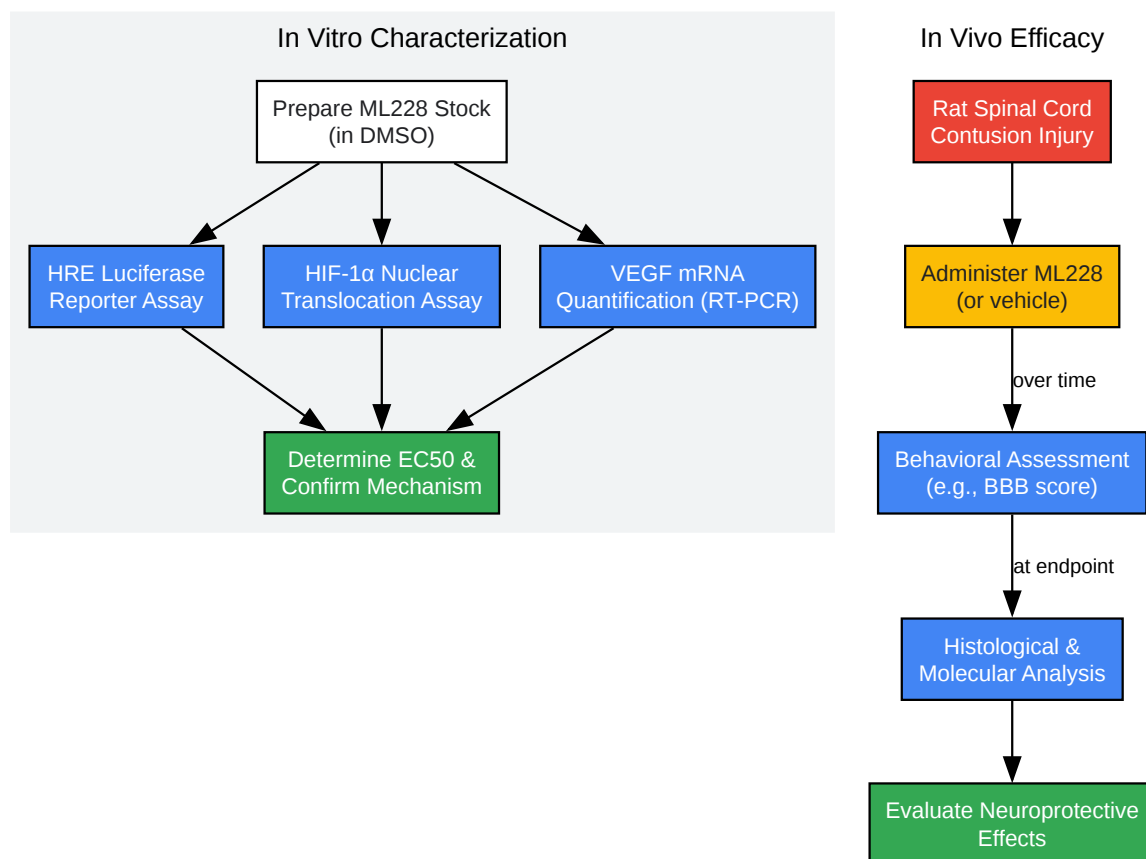 In Vitro Characterization
Prepare ML228 Stock
(in DMSO)
HRE Luciferase
Reporter Assay
HIF-1α Nuclear
Translocation Assay
VEGF mRNA
Quantification (RT-PCR)
Determine EC50 &
Confirm Mechanism
In Vivo Efficacy
Rat Spinal Cord
Contusion Injury
Administer ML228
(or vehicle)
over time
Behavioral Assessment
(e.g., BBB score)
at endpoint
Histological &
Molecular Analysis
Evaluate Neuroprotective
Effects